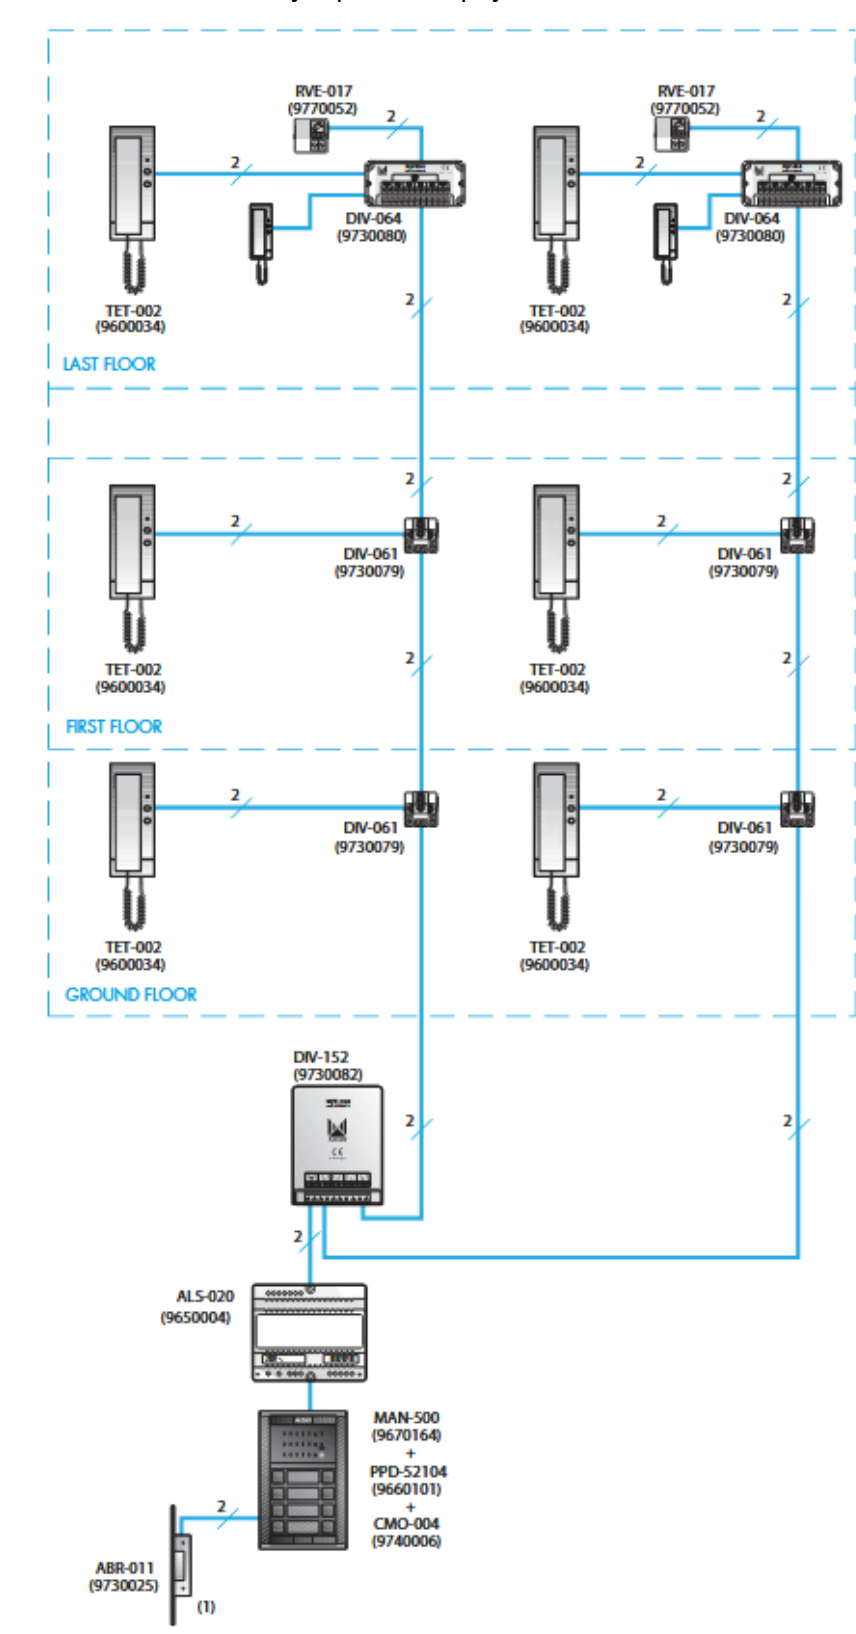 RVE-017
(9770052)
2
RVE-017
(9770052)
2
2
2
DIV-064
(9730080)
DIV-064
(9730080)
2
2
TET-002
(9600034)
TET-002
(9600034)
LAST FLOOR
2
2
2
2
DIV-061
(9730079)
DIV-061
(9730079)
2
2
TET-002
(9600034)
TET-002
(9600034)
FIRST FLOOR
2
2
DIV-061
(9730079)
DIV-061
(9730079)
TET-002
(9600034)
TET-002
(9600034)
GROUND FLOOR
DIV-152
(9730082)
2
2
CE
2
ALS-020
(9650004)
MAN-500
(9670164)
+
PPD-52104
(9660101)
+
CMO-004
(9740006)
2
ABR-011
(9730025)
(1)